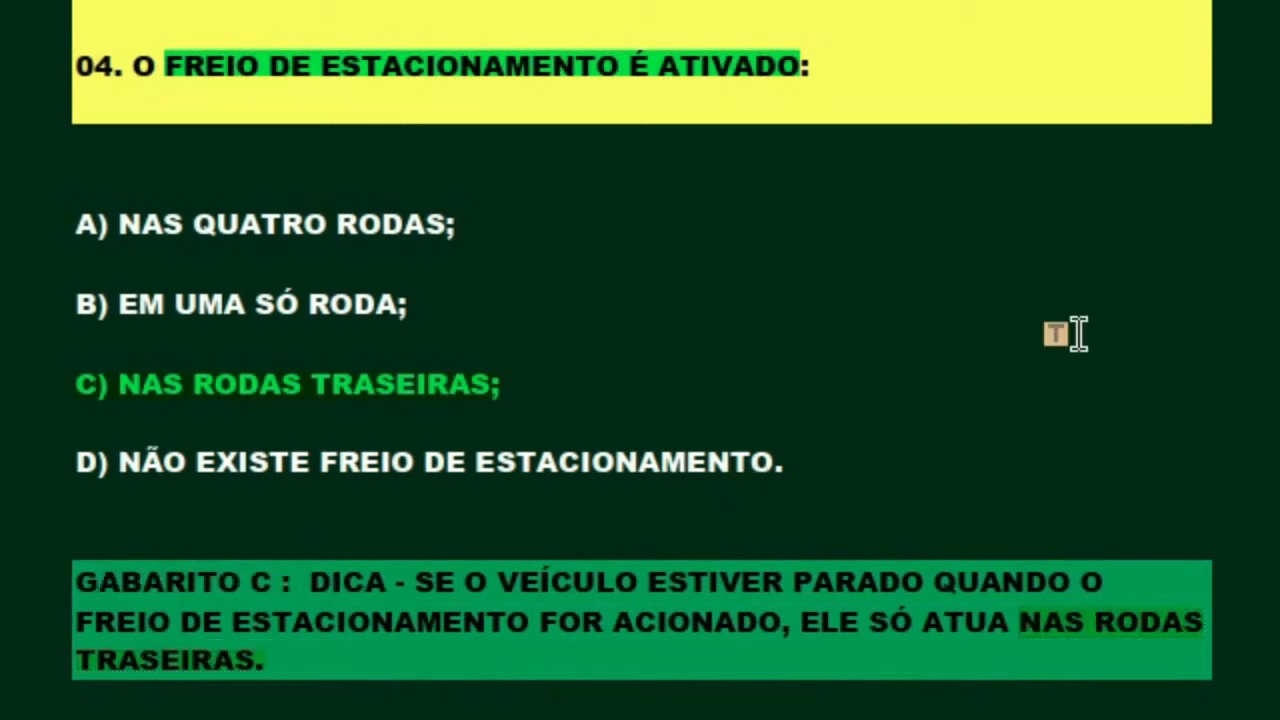 04. O FREIO DE ESTACIONAMENTO É ATIVADO:
A) NAS QUATRO RODAS;
B) EM UMA SÓ RODA;
T
C) NAS RODAS TRASEIRAS;
D) NÃO EXISTE FREIO DE ESTACIONAMENTO.
GABARITO C : DICA - SE O VEÍCULO ESTIVER PARADO QUANDO O
FREIO DE ESTACIONAMENTO FOR ACIONADO, ELE SÓ ATUA NAS RODAS
TRASEIRAS.